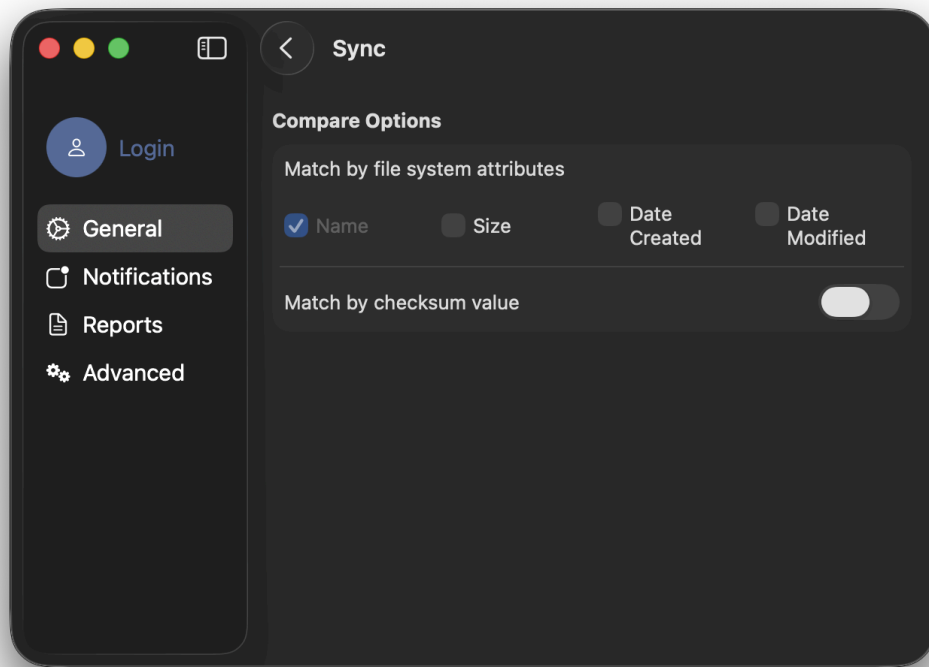 Sync
Login
General
Notifications
Reports
Advanced
Compare Options
Match by file system attributes
Name
Size
Date
Created
Date
Modified
Match by checksum value